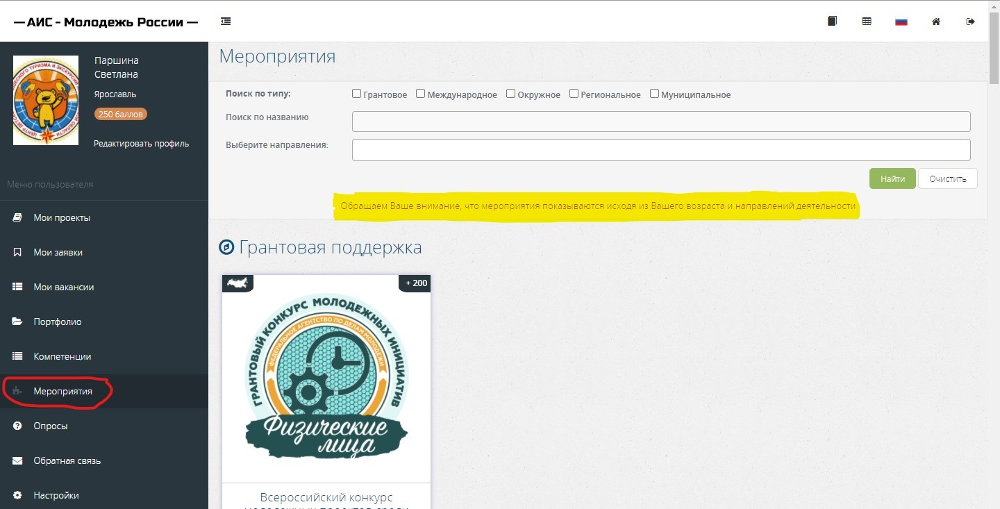 — АИС - Молодежь России —
Паршина
Светлана
Ярославль
250 баллов
Редактировать профиль
Меню пользователя
Мои проекты
Мои заявки
Мои вакансии
Портфолио
Компетенции
Мероприятия
Опросы
Обратная связь
Настройки
Мероприятия
Поиск по типу:
Грантовое Международное Окружное Региональное Муниципальное
Поиск по названию
Выберите направления:
Найти Очистить
Обращаем Ваше внимание, что мероприятия показываются исходя из Вашего возраста и направлений деятельности
Грантовая поддержка
+ 200
ГРАНТОВЫЙ КОНКУРС МОЛОДЕЖНЫХ ИНИЦИАТИВ
ФЕДЕРАЛЬНОЕ АГЕНТСТВО ПО ДЕЛАМ МОЛОДЕЖИ
Физические
лица
Всероссийский конкурс
молодежных проектов среди